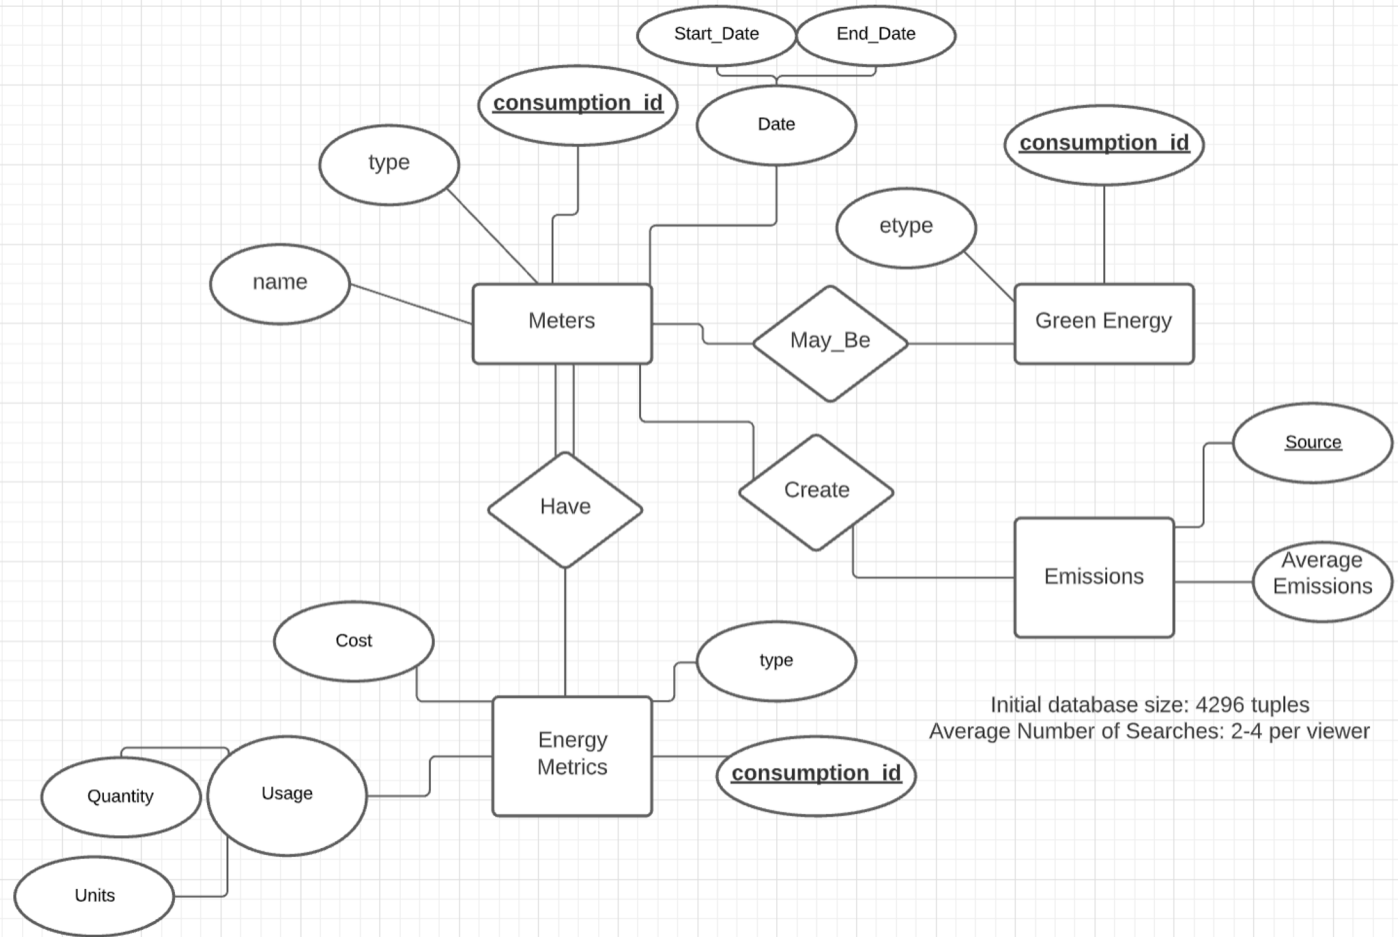 Start_Date
End_Date
consumption_id
Date
consumption_id
type
etype
name
Meters
May_Be
Green Energy
Source
Have
Create
Emissions
Average
Emissions
Cost
type
Initial database size: 4296 tuples
Average Number of Searches: 2-4 per viewer
Energy
Metrics
consumption_id
Quantity
Usage
Units